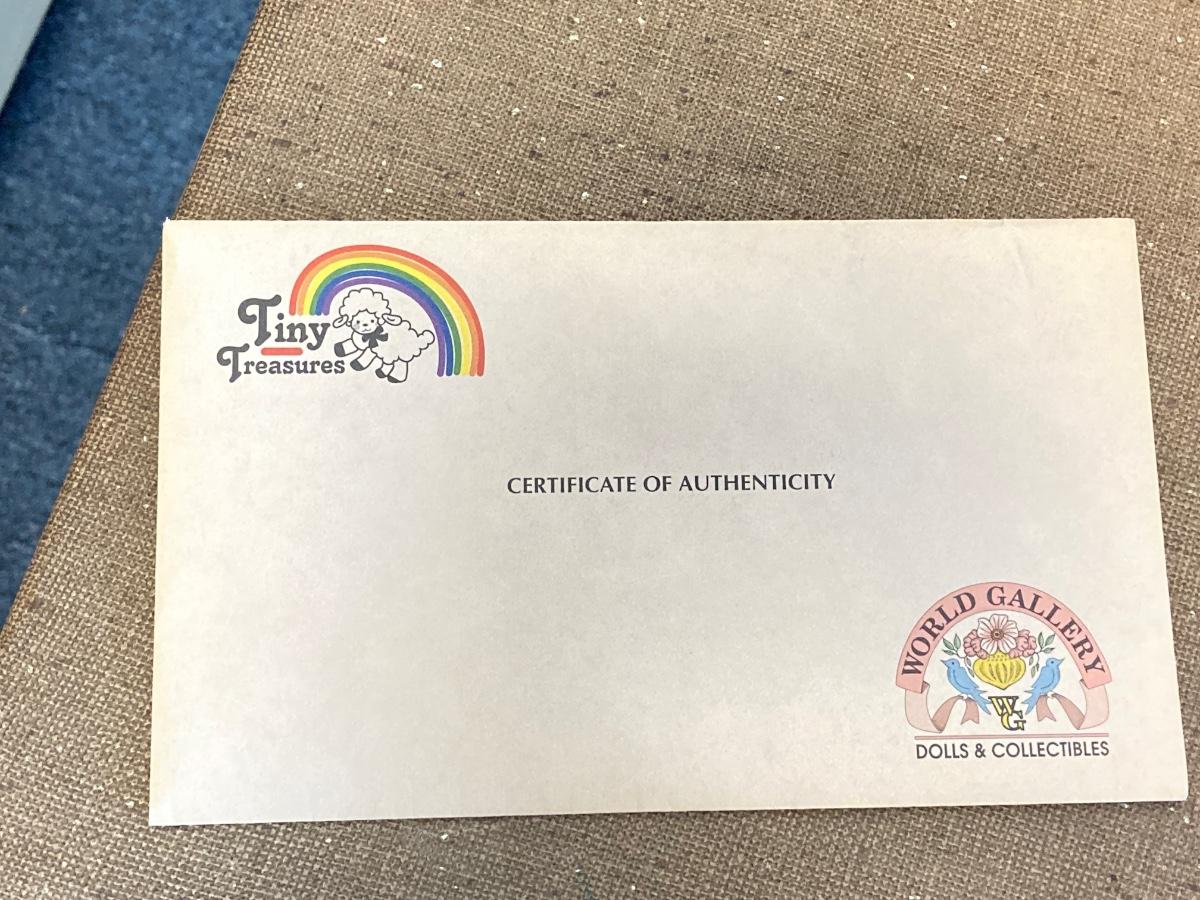 Tiny
Treasures
CERTIFICATE OF AUTHENTICITY
WORLD GALLERY
WG
DOLLS & COLLECTIBLES